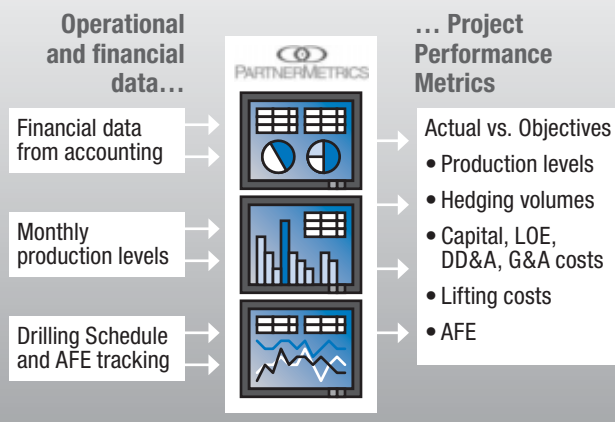 Operational
and financial
data…
PARTNERMETRICS
… Project
Performance
Metrics
Financial data
from accounting
Monthly
production levels
Drilling Schedule
and AFE tracking
Actual vs. Objectives
• Production levels
• Hedging volumes
• Capital, LOE,
DD&A, G&A costs
• Lifting costs
• AFE